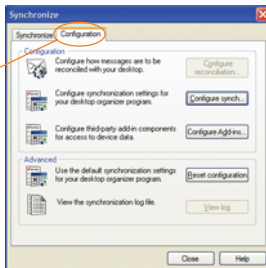 Synchronize
Synchronize
Configuration
Configuration
Configure how messages are to be
reconciled with your desktop.
Configure
reconciliation...
Configure synchronization settings for
your desktop organizer program.
Configure synch...
Configure third-party add-in components
for access to device data.
Configure Add-ins...
Advanced
Use the default synchronization settings
for your desktop organizer program.
Reset configuration
View the synchronization log file.
View log
Close
Help